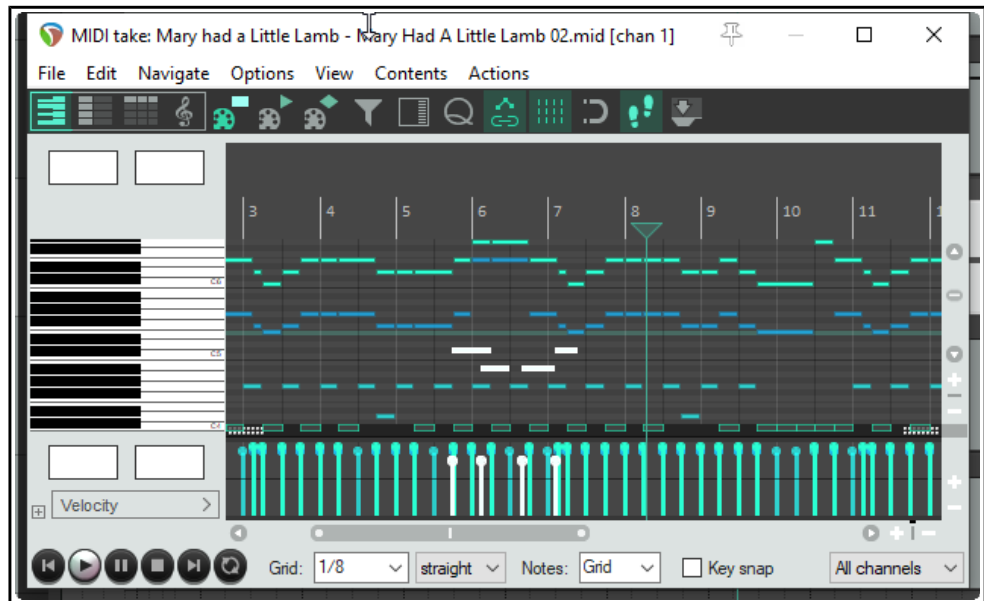 MIDI take: Mary had a Little Lamb - Mary Had A Little Lamb 02.mid [chan 1]
File Edit Navigate Options View Contents Actions
3 4 5 6 7 8 9 10 11 1
C6
C5
C4
Velocity
Grid: 1/8 straight Notes: Grid Key snap All channels